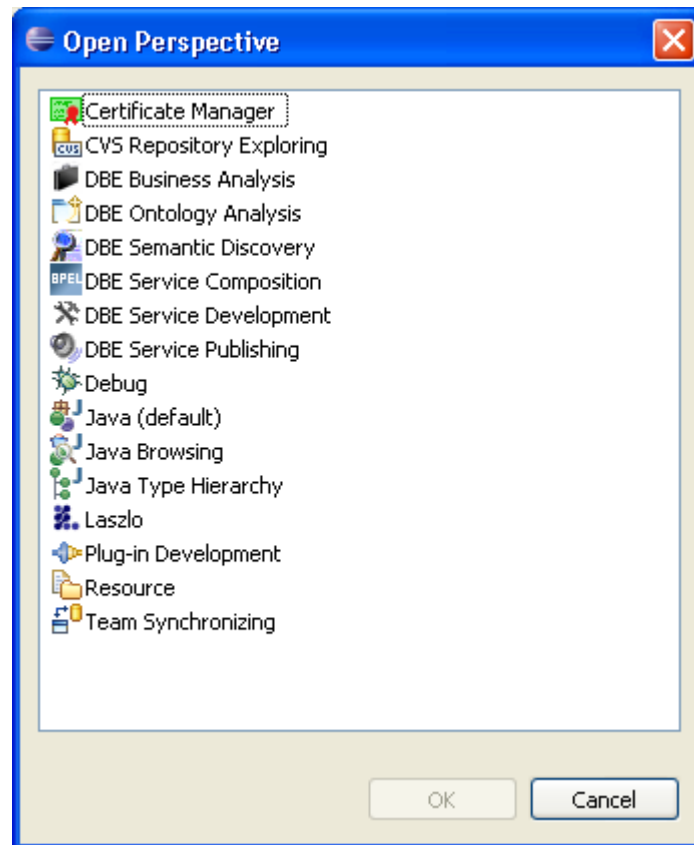 Open Perspective
Certificate Manager
CVS CVS Repository Exploring
DBE Business Analysis
DBE Ontology Analysis
DBE Semantic Discovery
BPEL DBE Service Composition
DBE Service Development
DBE Service Publishing
Debug
Java (default)
Java Browsing
Java Type Hierarchy
Laszlo
Plug-in Development
Resource
Team Synchronizing
OK Cancel